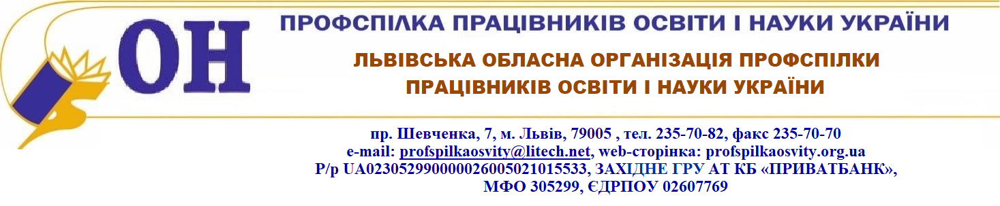 ОН
ПРОФСПІЛКА ПРАЦІВНИКІВ ОСВІТИ І НАУКИ УКРАЇНИ
ЛЬВІВСЬКА ОБЛАСНА ОРГАНІЗАЦІЯ ПРОФСПІЛКИ
ПРАЦІВНИКІВ ОСВІТИ І НАУКИ УКРАЇНИ
пр. Шевченка, 7, м. Львів, 79005 , тел. 235-70-82, факс 235-70-70
e-mail: profspilkaosvity@litech.net, web-сторінка: profspilkaosvity.org.ua
Р/р UA023052990000026005021015533, ЗАХІДНЕ ГРУ АТ КБ «ПРИВАТБАНК»,
МФО 305299, ЄДРПОУ 02607769